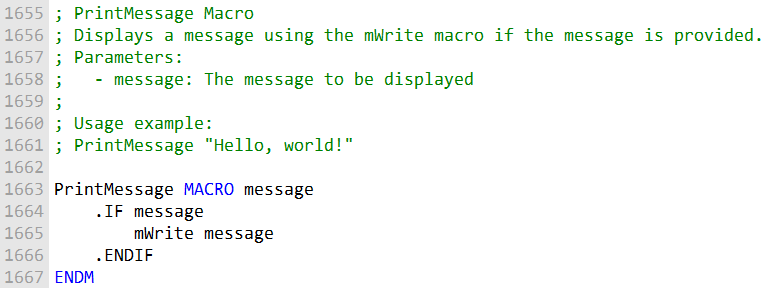 1655 ; PrintMessage Macro
1656 ; Displays a message using the mWrite macro if the message is provided.
1657 ; Parameters:
1658 ;   - message: The message to be displayed
1659 ;
1660 ; Usage example:
1661 ; PrintMessage "Hello, world!"
1662
1663 PrintMessage MACRO message
1664     .IF message
1665         mWrite message
1666     .ENDIF
1667 ENDM